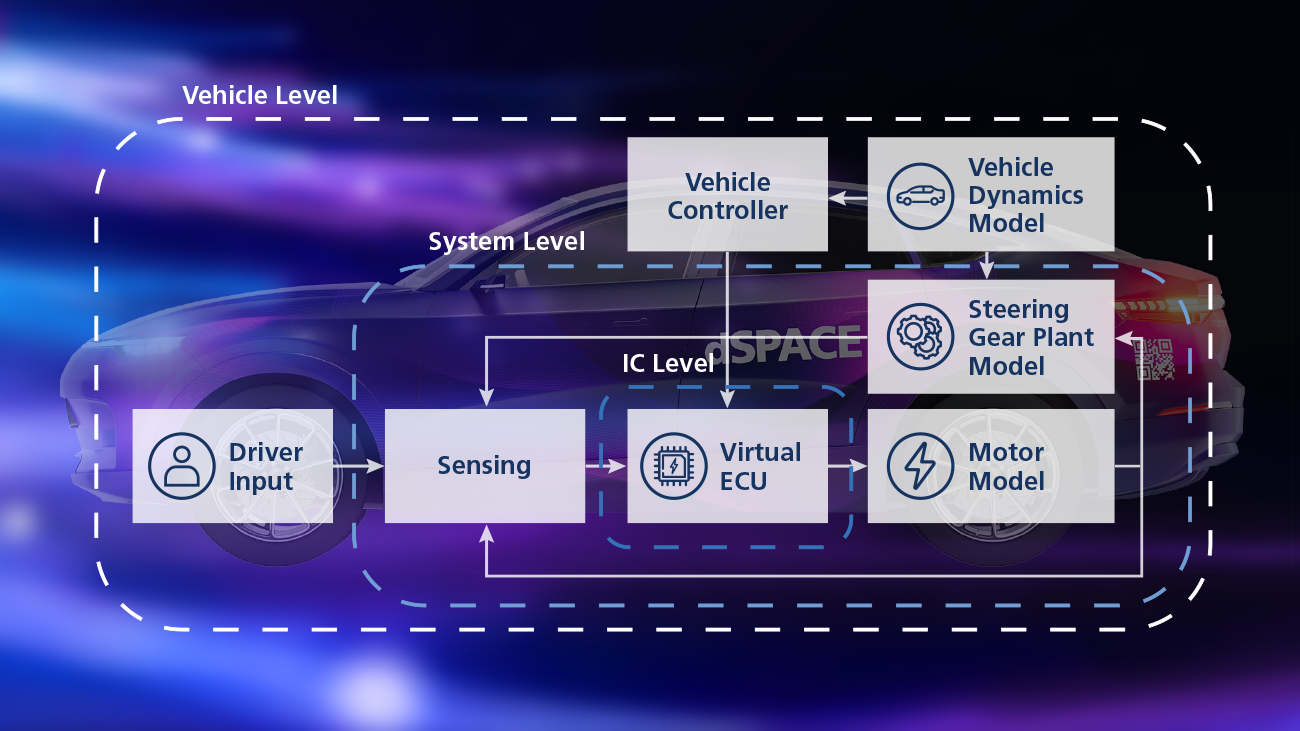 Vehicle Level
Vehicle
Controller
Vehicle
Dynamics
Model
System Level
Steering
Gear Plant
Model
dSPACE
IC Level
Driver
Input
Sensing
Virtual
ECU
Motor
Model